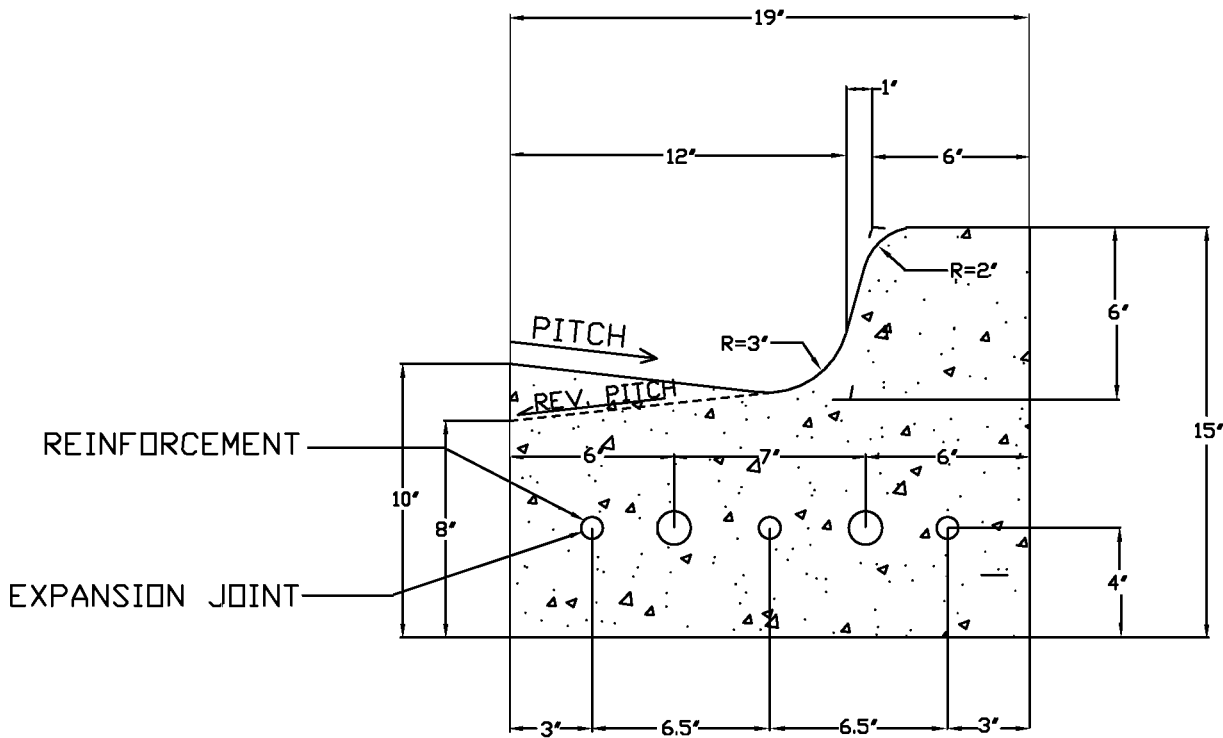 19"
1"
12"
6"
R=2"
PITCH
R=3"
6"
REV. PITCH
15"
REINFORCEMENT
6"
7"
6"
10"
8"
EXPANSION JOINT
4"
3"
6.5"
6.5"
3"